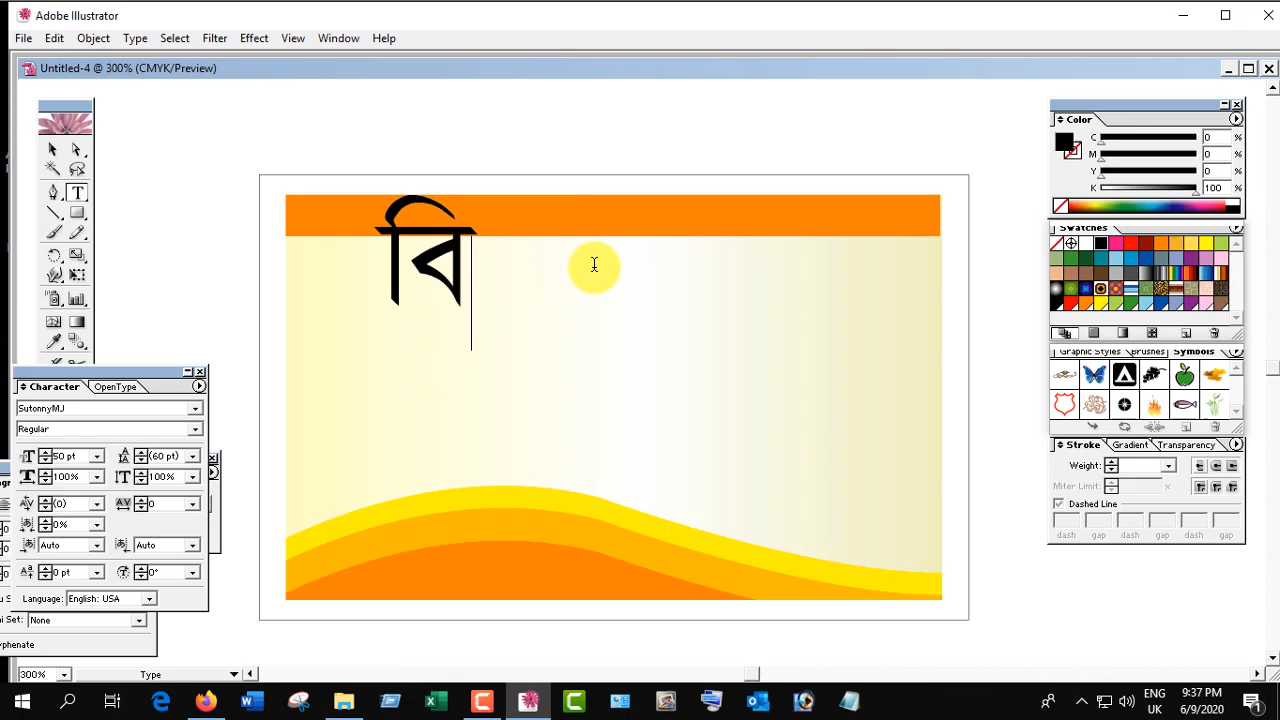 Adobe Illustrator
File Edit Object Type Select Filter Effect View Window Help
Untitled-4 @ 300% (CMYK/Preview)
Color
C 0 %
M 0 %
Y 0 %
K 100 %
Swatches
Graphic Styles Brushes Symbols
Stroke Gradient Transparency
Weight:
Miter Limit:
Dashed Line
dash gap dash gap dash gap
বি
Character OpenType
SutonnyMJ
Regular
50 pt (60 pt)
100% 100%
(0) 0
0%
Auto Auto
0 pt 0°
Language: English: USA
None
300% Type
ENG 9:37 PM
UK 6/9/2020